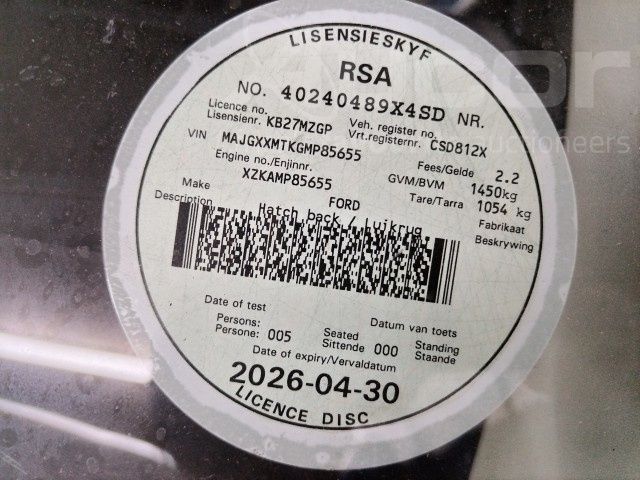 LISENSIESKYF
RSA
NO. 40240489X4SD NR.
Licence no. Veh. register no.
Lisensienr. KB27MZGP Vrt.registernr. CSD812X
VIN MAJGXXMTKGMP85655 Fees/Gelde 2.2
Engine no./Enjinnr. GVM/BVM 1450kg
XZKAMP85655 Tare/Tarra 1054 kg
Make FORD Fabrikaat
Description Hatch back / Luikrug Beskrywing
Date of test Datum van toets
Persons: Seated Standing
Persone: 005 Sittende 000 Staande
Date of expiry/Vervaldatum
2026-04-30
LICENCE DISC